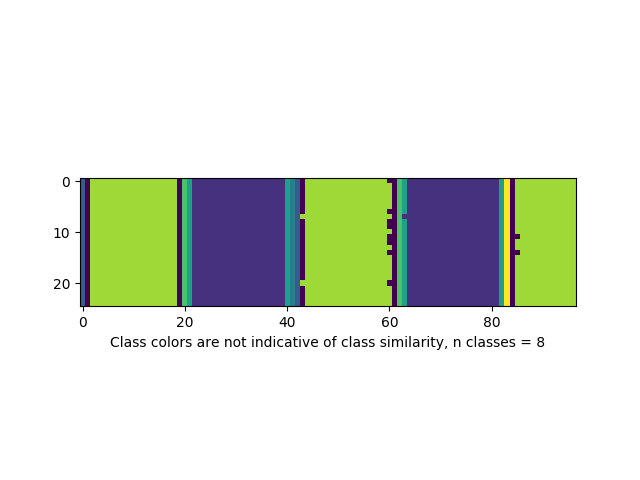 0
10
20
0 20 40 60 80
Class colors are not indicative of class similarity, n classes = 8